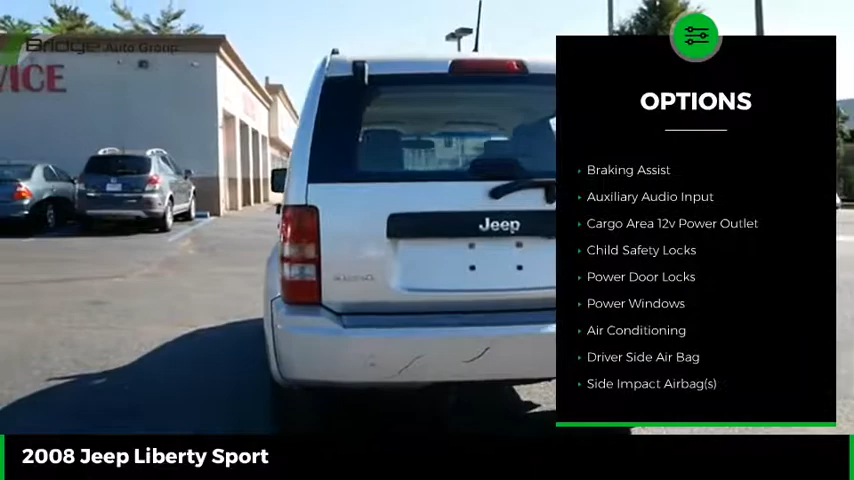 Bridge Auto Group
VICE
OPTIONS
Braking Assist
Auxiliary Audio Input
Cargo Area 12v Power Outlet
Child Safety Locks
Power Door Locks
Power Windows
Air Conditioning
Driver Side Air Bag
Side Impact Airbag(s)
Jeep
2008 Jeep Liberty Sport